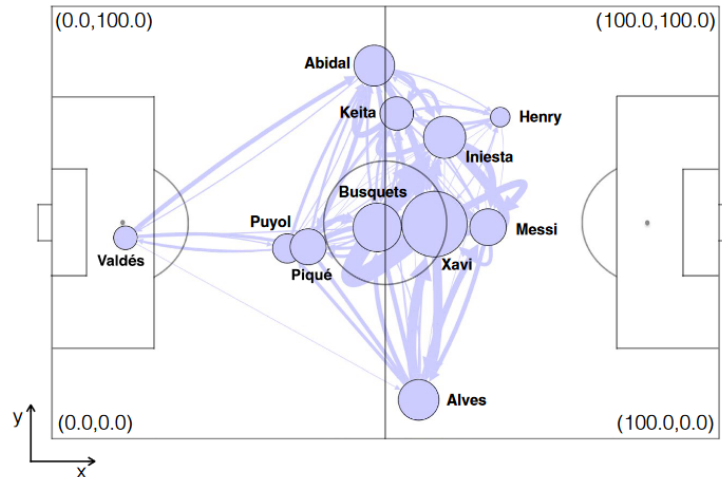 (0.0,100.0)
(100.0,100.0)
Abidal
Keita
Henry
Iniesta
Busquets
Puyol
Messi
Valdés
Piqué
Xavi
Alves
y
(0.0,0.0)
(100.0,0.0)
x